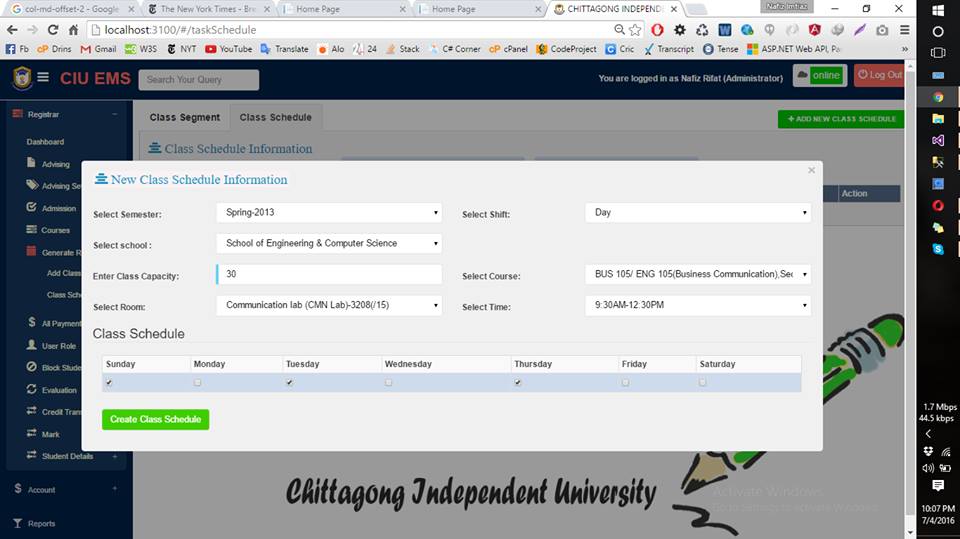 col-md-offset-2 - Google
The New York Times - Bre
Home Page
Home Page
CHITTAGONG INDEPENDE
Nafiz Imtiaz
localhost:3100/#/taskSchedule
Fb
cP Drins
Gmail
W3S
NYT
YouTube
Translate
Alo
24
Stack
C# Corner
cPanel
CodeProject
Cric
Transcript
Tense
ASP.NET Web API, Pa
CIU EMS
Search Your Query
You are logged in as Nafiz Rifat (Administrator)
online
Log Out
Registrar
Dashboard
Advising
Advising Se
Admission
Courses
Generate R
Add Class
Class Sch
All Payment
User Role
Block Stude
Evaluation
Credit Tran
Mark
Student Details
Account
Reports
Class Segment
Class Schedule
+ ADD NEW CLASS SCHEDULE
Class Schedule Information
Action
New Class Schedule Information
×
Select Semester:
Spring-2013
Select Shift:
Day
Select school :
School of Engineering & Computer Science
Enter Class Capacity:
30
Select Course:
BUS 105/ ENG 105(Business Communication),Sec
Select Room:
Communication lab (CMN Lab)-3208(/15)
Select Time:
9:30AM-12:30PM
Class Schedule
Sunday Monday Tuesday Wednesday Thursday Friday Saturday
Create Class Schedule
Chittagong Independent University
Activate Windows
Go to Settings to activate Windows.
1.7 Mbps
44.5 kbps
10:07 PM
7/4/2016